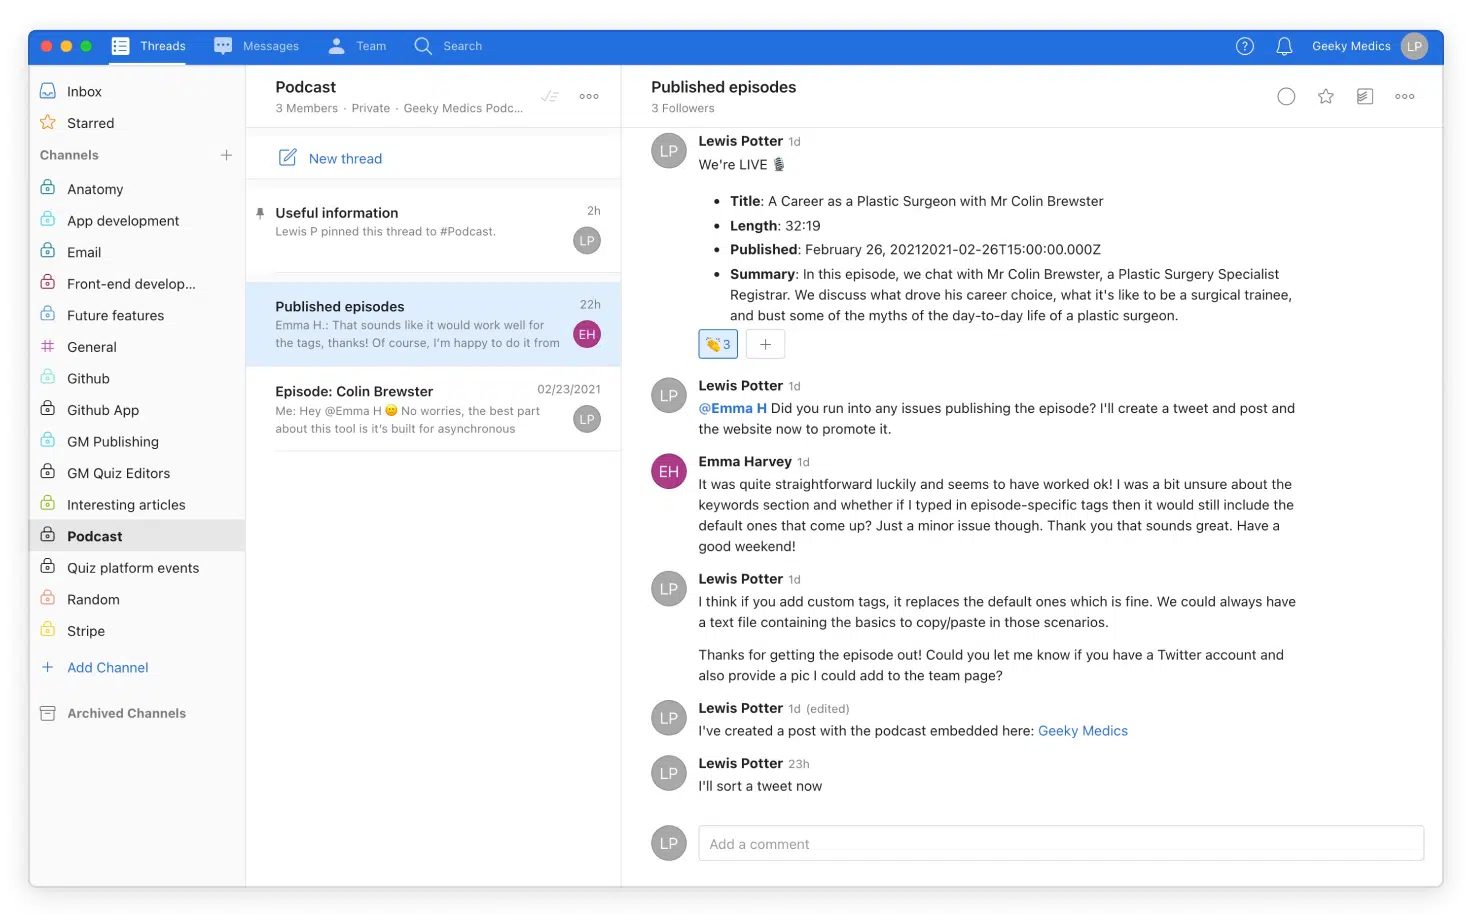 Threads
Messages
Team
Search
?
Geeky Medics
LP
Inbox
Starred
Channels
Anatomy
App development
Email
Front-end develop...
Future features
General
Github
Github App
GM Publishing
GM Quiz Editors
Interesting articles
Podcast
Quiz platform events
Random
Stripe
+ Add Channel
Archived Channels
Podcast
3 Members · Private · Geeky Medics Podc...
New thread
Useful information
2h
Lewis P pinned this thread to #Podcast.
LP
Published episodes
22h
Emma H.: That sounds like it would work well for
the tags, thanks! Of course, I'm happy to do it from
EH
Episode: Colin Brewster
02/23/2021
Me: Hey @Emma H 🙂 No worries, the best part
about this tool is it's built for asynchronous
LP
Published episodes
3 Followers
LP
Lewis Potter 1d
We're LIVE 🎙️
• Title: A Career as a Plastic Surgeon with Mr Colin Brewster
• Length: 32:19
• Published: February 26, 20212021-02-26T15:00:00.000Z
• Summary: In this episode, we chat with Mr Colin Brewster, a Plastic Surgery Specialist
Registrar. We discuss what drove his career choice, what it's like to be a surgical trainee,
and bust some of the myths of the day-to-day life of a plastic surgeon.
👏 3
LP
Lewis Potter 1d
@Emma H Did you run into any issues publishing the episode? I'll create a tweet and post and
the website now to promote it.
EH
Emma Harvey 1d
It was quite straightforward luckily and seems to have worked ok! I was a bit unsure about the
keywords section and whether if I typed in episode-specific tags then it would still include the
default ones that come up? Just a minor issue though. Thank you that sounds great. Have a
good weekend!
LP
Lewis Potter 1d
I think if you add custom tags, it replaces the default ones which is fine. We could always have
a text file containing the basics to copy/paste in those scenarios.
Thanks for getting the episode out! Could you let me know if you have a Twitter account and
also provide a pic I could add to the team page?
LP
Lewis Potter 1d (edited)
I've created a post with the podcast embedded here: Geeky Medics
LP
Lewis Potter 23h
I'll sort a tweet now
LP
Add a comment